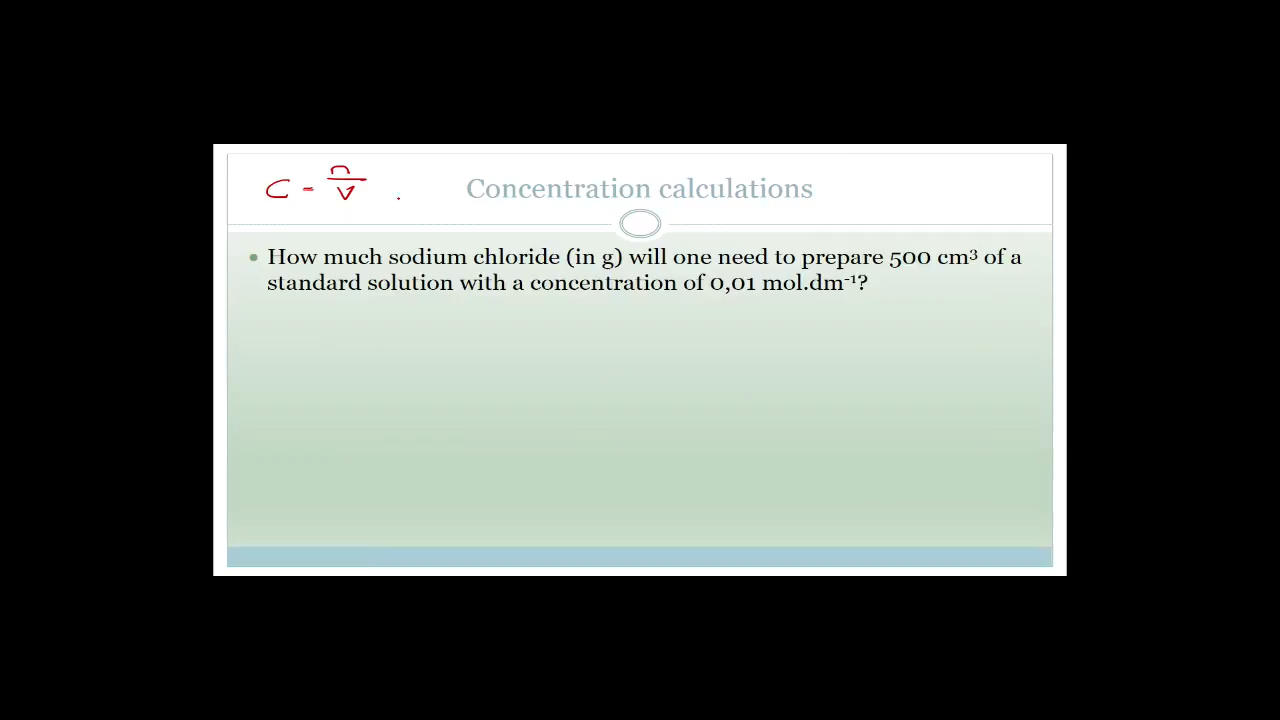 C = n/v .
Concentration calculations
• How much sodium chloride (in g) will one need to prepare 500 cm³ of a
standard solution with a concentration of 0,01 mol.dm⁻¹?